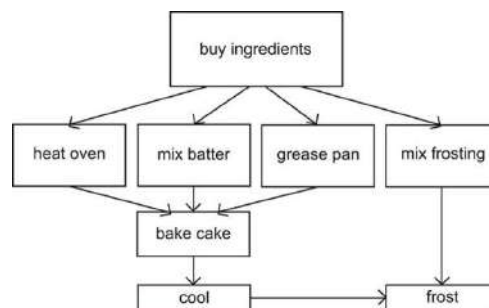 buy ingredients
heat oven
mix batter
grease pan
mix frosting
bake cake
cool
frost